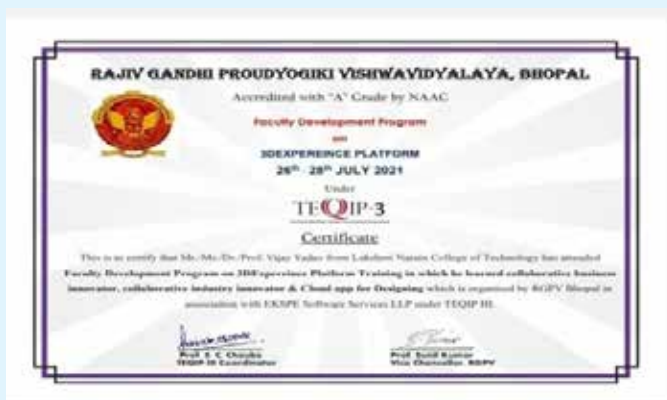 RAJIV GANDHI PROUDYOGIKI VISHWAVIDYALAYA, BHOPAL
Accredited with "A" Grade by NAAC
Faculty Development Program
on
3DEXPEREINCE PLATFORM
26th - 28th JULY 2021
Under
TEQIP-3
Certificate
This is to certify that Mr./Ms./Dr./Prof. Vijay Yadav from Lakshmi Narain College of Technology has attended
Faculty Development Program on 3DExperience Platform Training in which he learned collaborative business
innovator, collaborative industry innovator & Cloud app for Designing which is organised by RGPV Bhopal in
association with Software Services LLP under TEQIP III.
Prof. S C Choube
TEQIP III Coordinator
Prof. Sunil Kumar
Vice Chancellor, RGPV